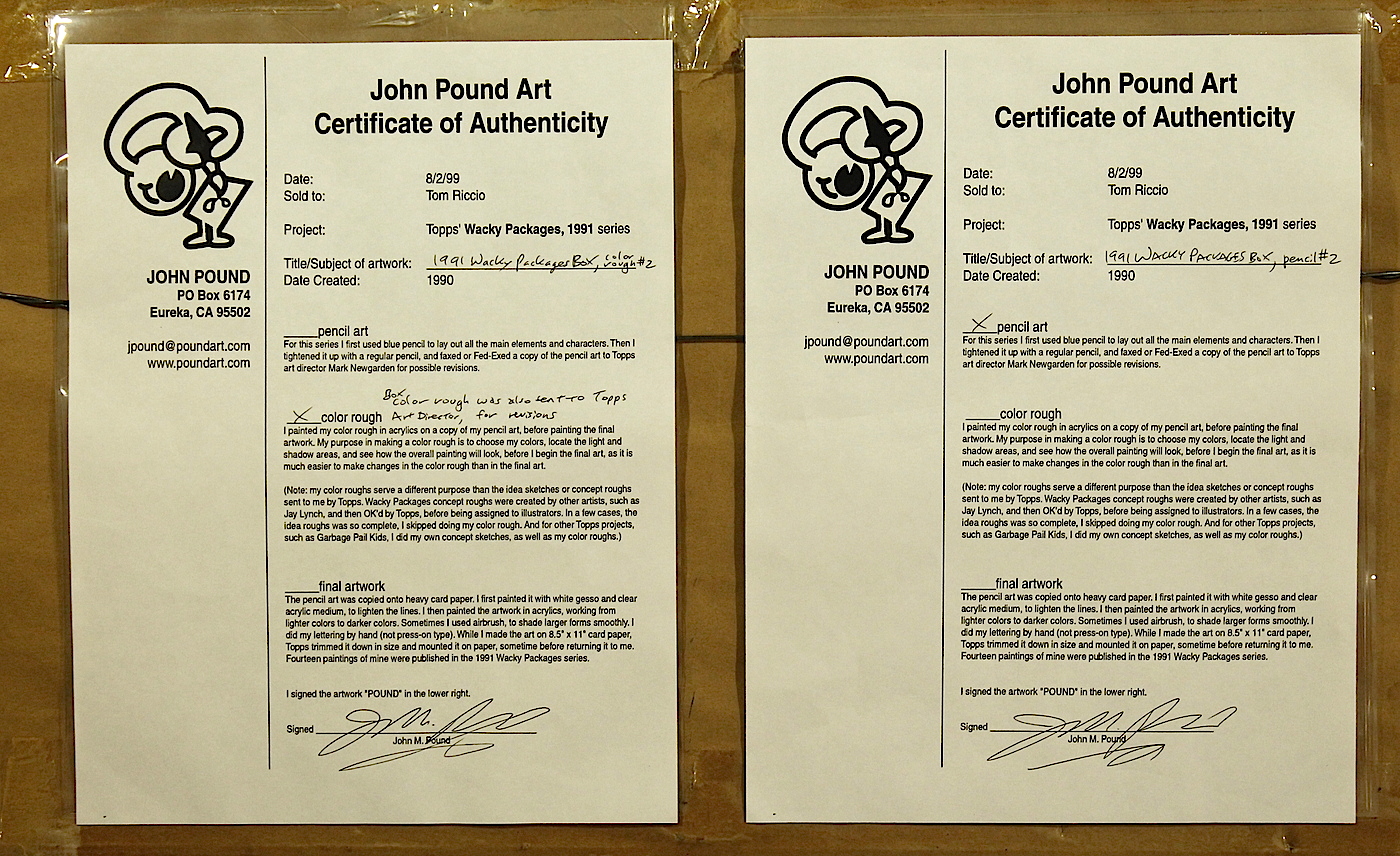 John Pound Art
Certificate of Authenticity
Date: 8/2/99
Sold to: Tom Riccio
Project: Topps' Wacky Packages, 1991 series
Title/Subject of artwork: 1991 Wacky Packages Box, color rough #2
Date Created: 1990
JOHN POUND
PO Box 6174
Eureka, CA 95502
jpound@poundart.com
www.poundart.com
_____pencil art
For this series I first used blue pencil to lay out all the main elements and characters. Then I
tightened it up with a regular pencil, and faxed or Fed-Exed a copy of the pencil art to Topps
art director Mark Newgarden for possible revisions.
Box color rough was also sent to Topps
X color rough Art Director, for revisions
I painted my color rough in acrylics on a copy of my pencil art, before painting the final
artwork. My purpose in making a color rough is to choose my colors, locate the light and
shadow areas, and see how the overall painting will look, before I begin the final art, as it is
much easier to make changes in the color rough than in the final art.
(Note: my color roughs serve a different purpose than the idea sketches or concept roughs
sent to me by Topps. Wacky Packages concept roughs were created by other artists, such as
Jay Lynch, and then OK'd by Topps, before being assigned to illustrators. In a few cases, the
idea roughs was so complete, I skipped doing my color rough. And for other Topps projects,
such as Garbage Pail Kids, I did my own concept sketches, as well as my color roughs.)
_____final artwork
The pencil art was copied onto heavy card paper. I first painted it with white gesso and clear
acrylic medium, to lighten the lines. I then painted the artwork in acrylics, working from
lighter colors to darker colors. Sometimes I used airbrush, to shade larger forms smoothly. I
did my lettering by hand (not press-on type). While I made the art on 8.5" x 11" card paper,
Topps trimmed it down in size and mounted it on paper, sometime before returning it to me.
Fourteen paintings of mine were published in the 1991 Wacky Packages series.
I signed the artwork "POUND" in the lower right.
Signed
John M. Pound
John Pound Art
Certificate of Authenticity
Date: 8/2/99
Sold to: Tom Riccio
Project: Topps' Wacky Packages, 1991 series
Title/Subject of artwork: 1991 WACKY PACKAGES BOX, pencil #2
Date Created: 1990
JOHN POUND
PO Box 6174
Eureka, CA 95502
jpound@poundart.com
www.poundart.com
X pencil art
For this series I first used blue pencil to lay out all the main elements and characters. Then I
tightened it up with a regular pencil, and faxed or Fed-Exed a copy of the pencil art to Topps
art director Mark Newgarden for possible revisions.
_____color rough
I painted my color rough in acrylics on a copy of my pencil art, before painting the final
artwork. My purpose in making a color rough is to choose my colors, locate the light and
shadow areas, and see how the overall painting will look, before I begin the final art, as it is
much easier to make changes in the color rough than in the final art.
(Note: my color roughs serve a different purpose than the idea sketches or concept roughs
sent to me by Topps. Wacky Packages concept roughs were created by other artists, such as
Jay Lynch, and then OK'd by Topps, before being assigned to illustrators. In a few cases, the
idea roughs was so complete, I skipped doing my color rough. And for other Topps projects,
such as Garbage Pail Kids, I did my own concept sketches, as well as my color roughs.)
_____final artwork
The pencil art was copied onto heavy card paper. I first painted it with white gesso and clear
acrylic medium, to lighten the lines. I then painted the artwork in acrylics, working from
lighter colors to darker colors. Sometimes I used airbrush, to shade larger forms smoothly. I
did my lettering by hand (not press-on type). While I made the art on 8.5" x 11" card paper,
Topps trimmed it down in size and mounted it on paper, sometime before returning it to me.
Fourteen paintings of mine were published in the 1991 Wacky Packages series.
I signed the artwork "POUND" in the lower right.
Signed
John M. Pound